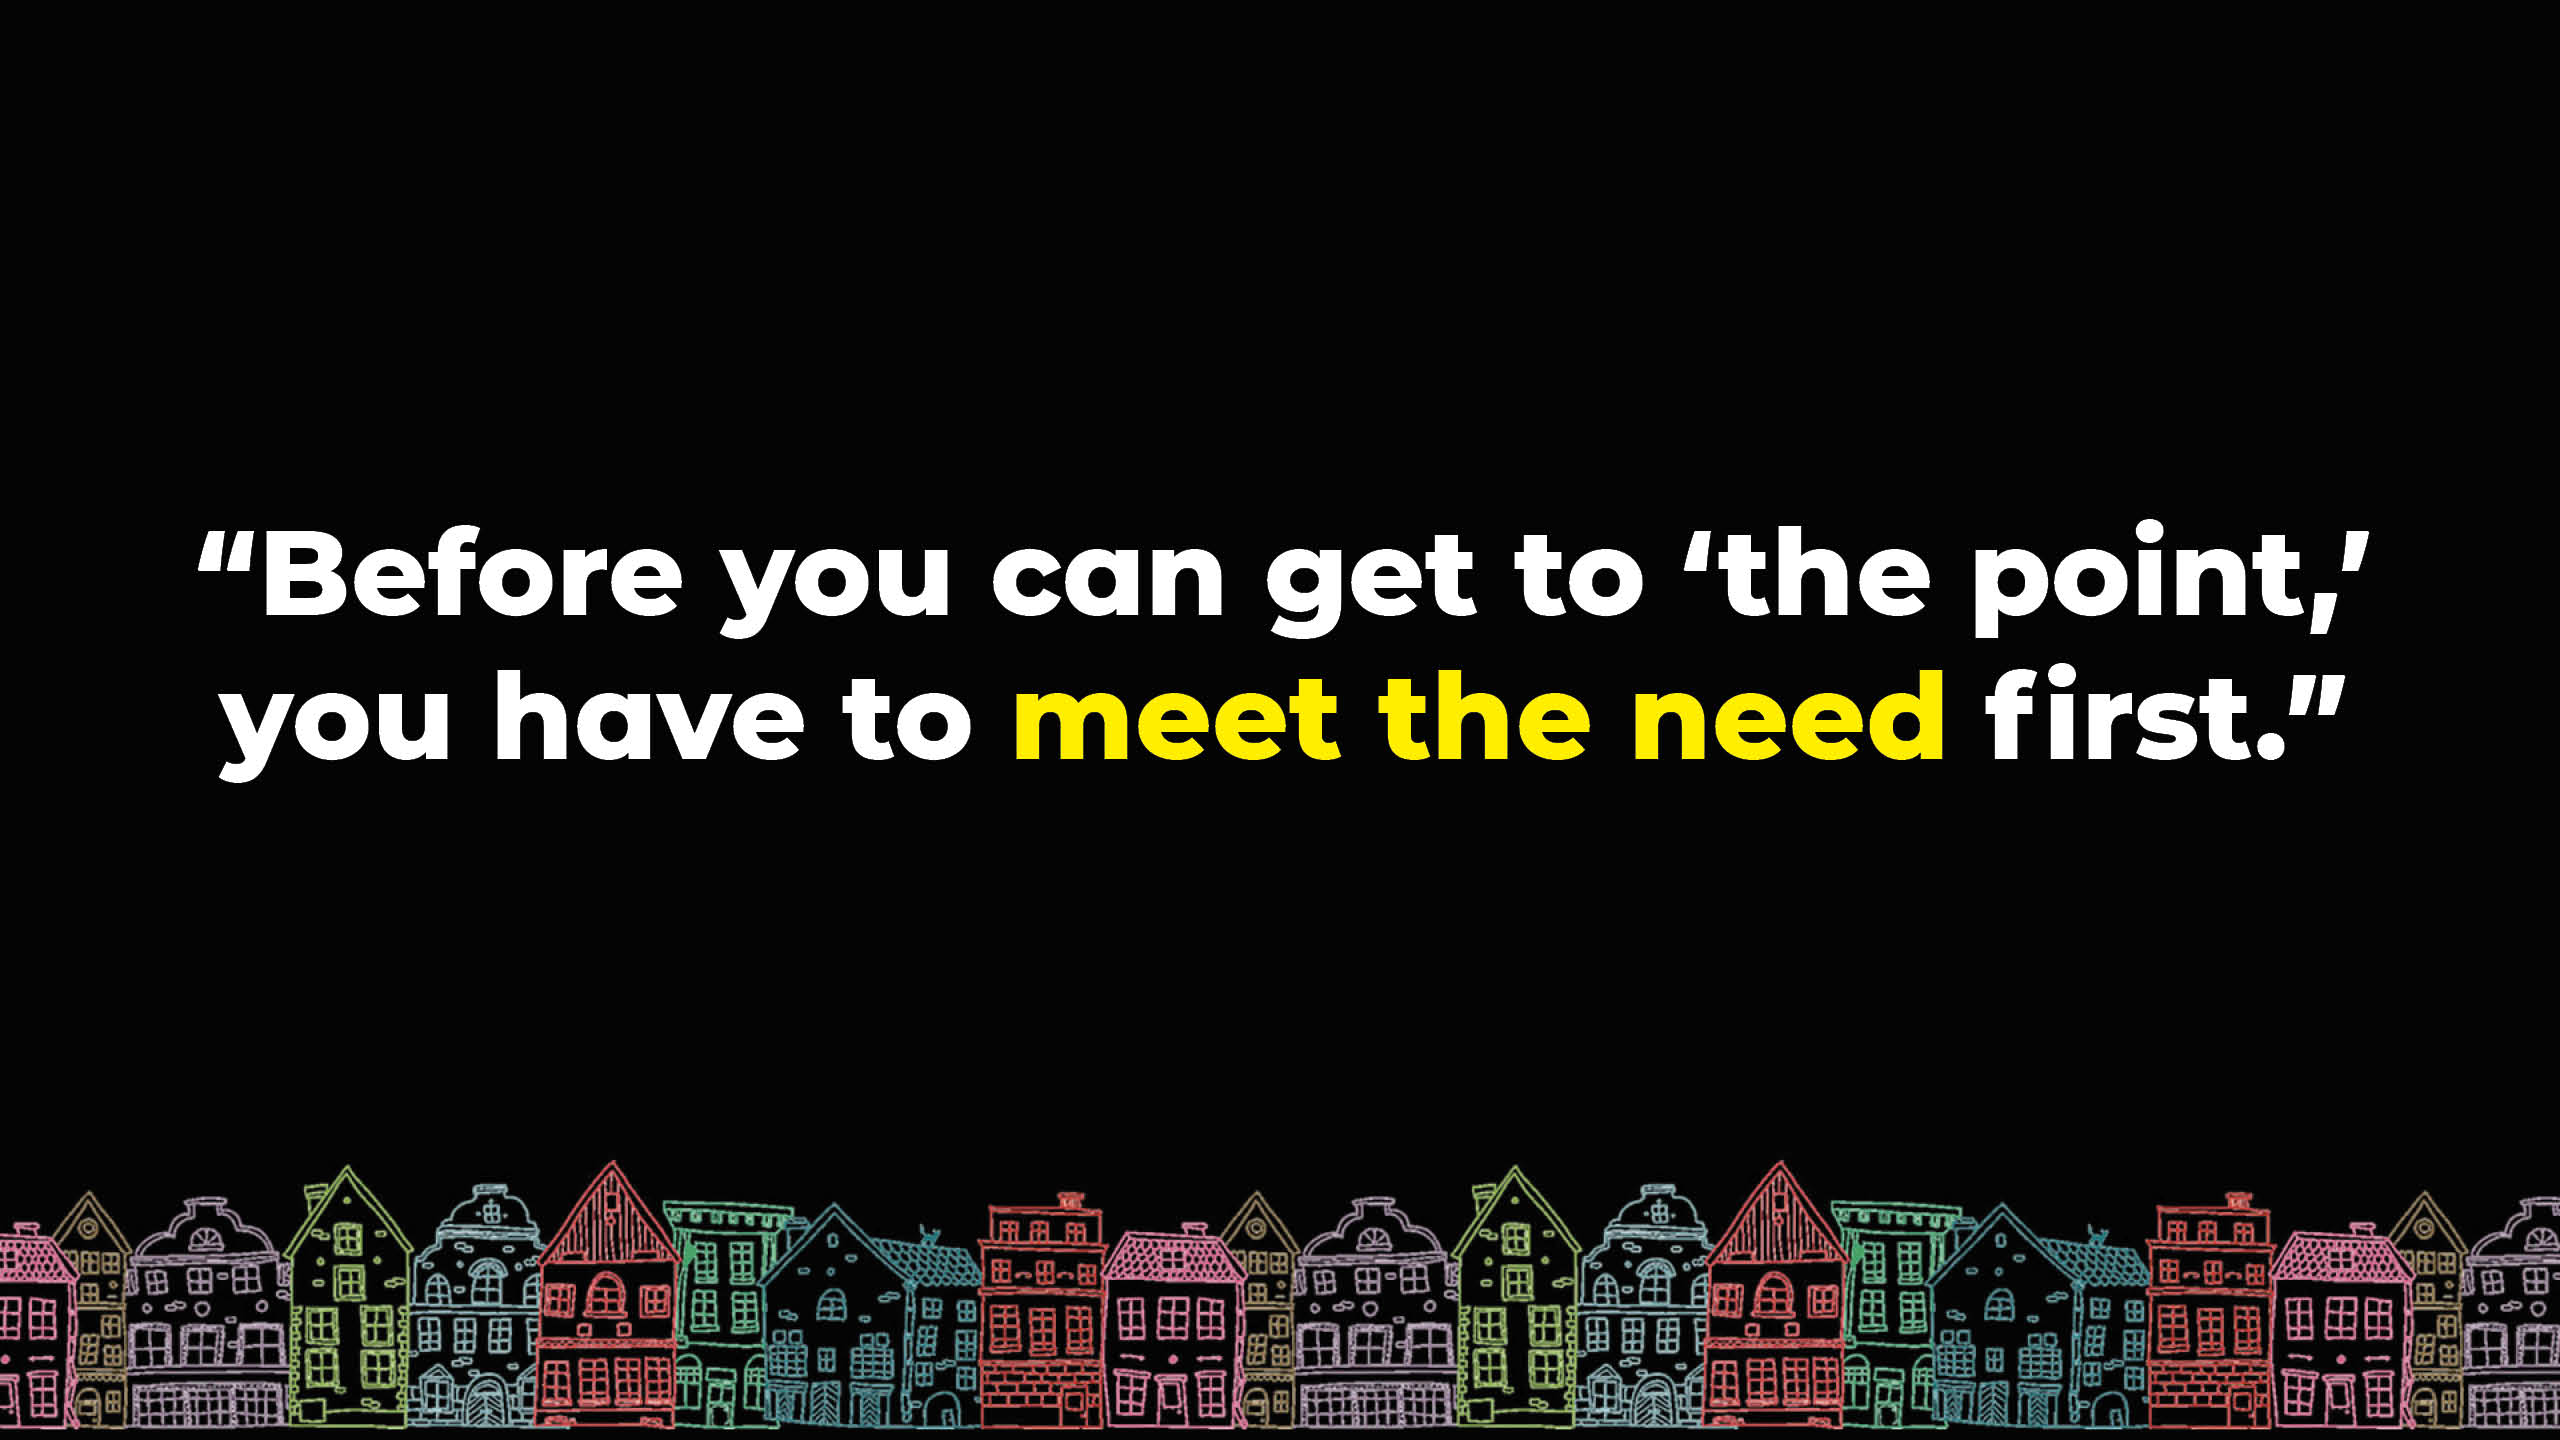 “Before you can get to ‘the point,’
you have to meet the need first.”